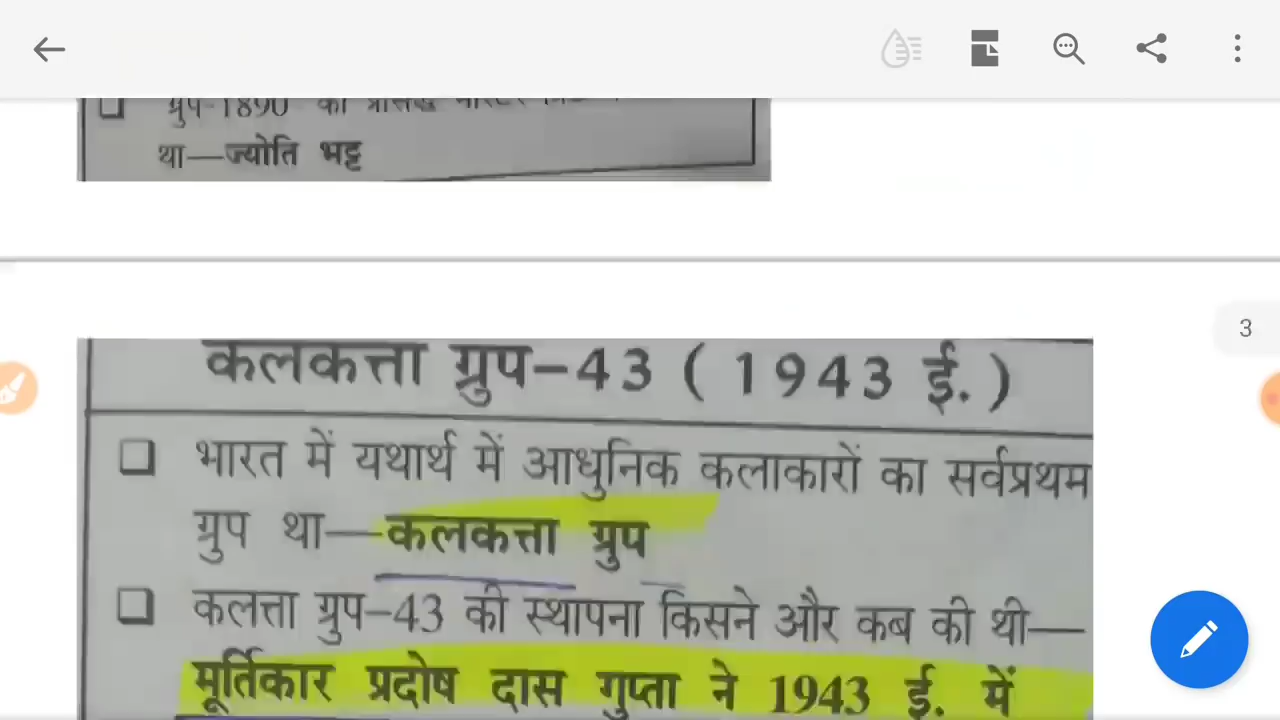 ग्रुप-1890 का
था—ज्योति भट्ट
3
कलकत्ता ग्रुप-43 ( 1943 ई. )
❑ भारत में यथार्थ में आधुनिक कलाकारों का सर्वप्रथम
ग्रुप था—कलकत्ता ग्रुप
❑ कलत्ता ग्रुप-43 की स्थापना किसने और कब की थी—
मूर्तिकार प्रदोष दास गुप्ता ने 1943 ई. में